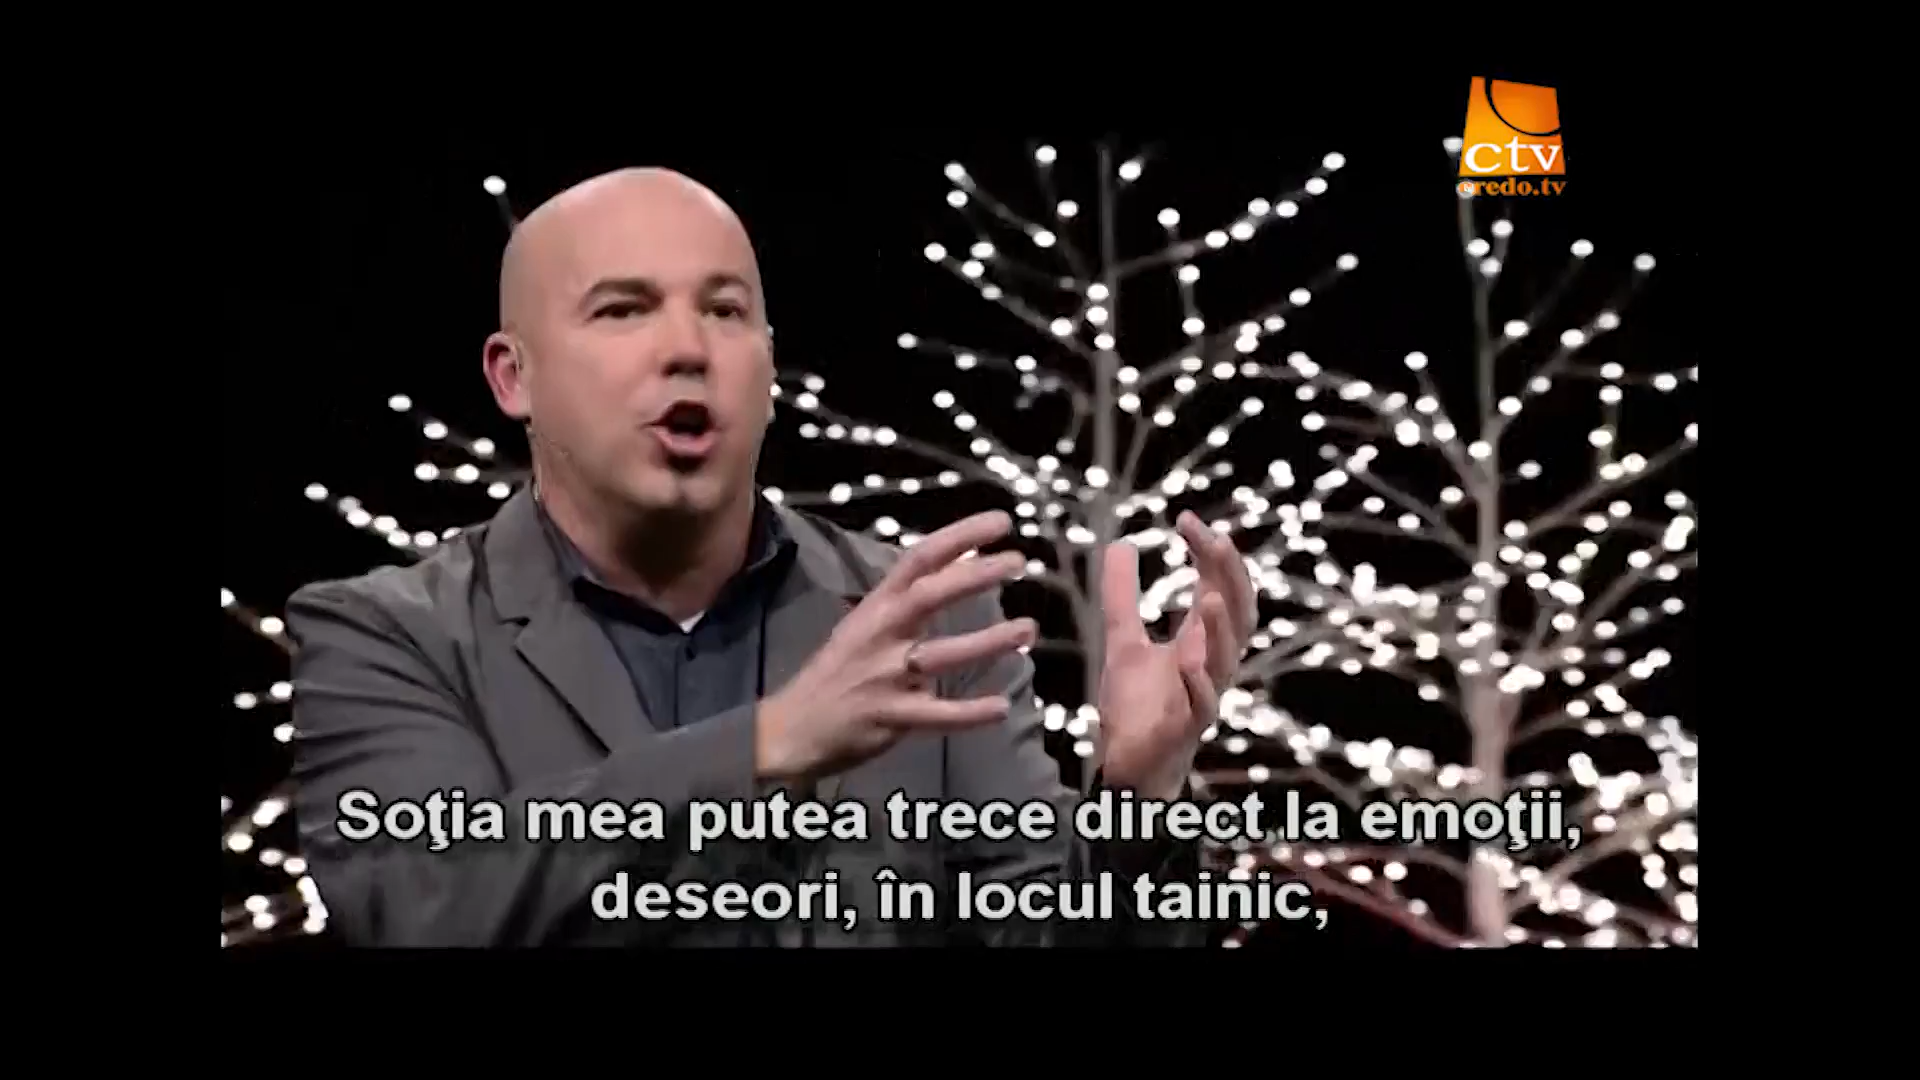 ctv
credo.tv
Soţia mea putea trece direct la emoţii,
deseori, în locul tainic,